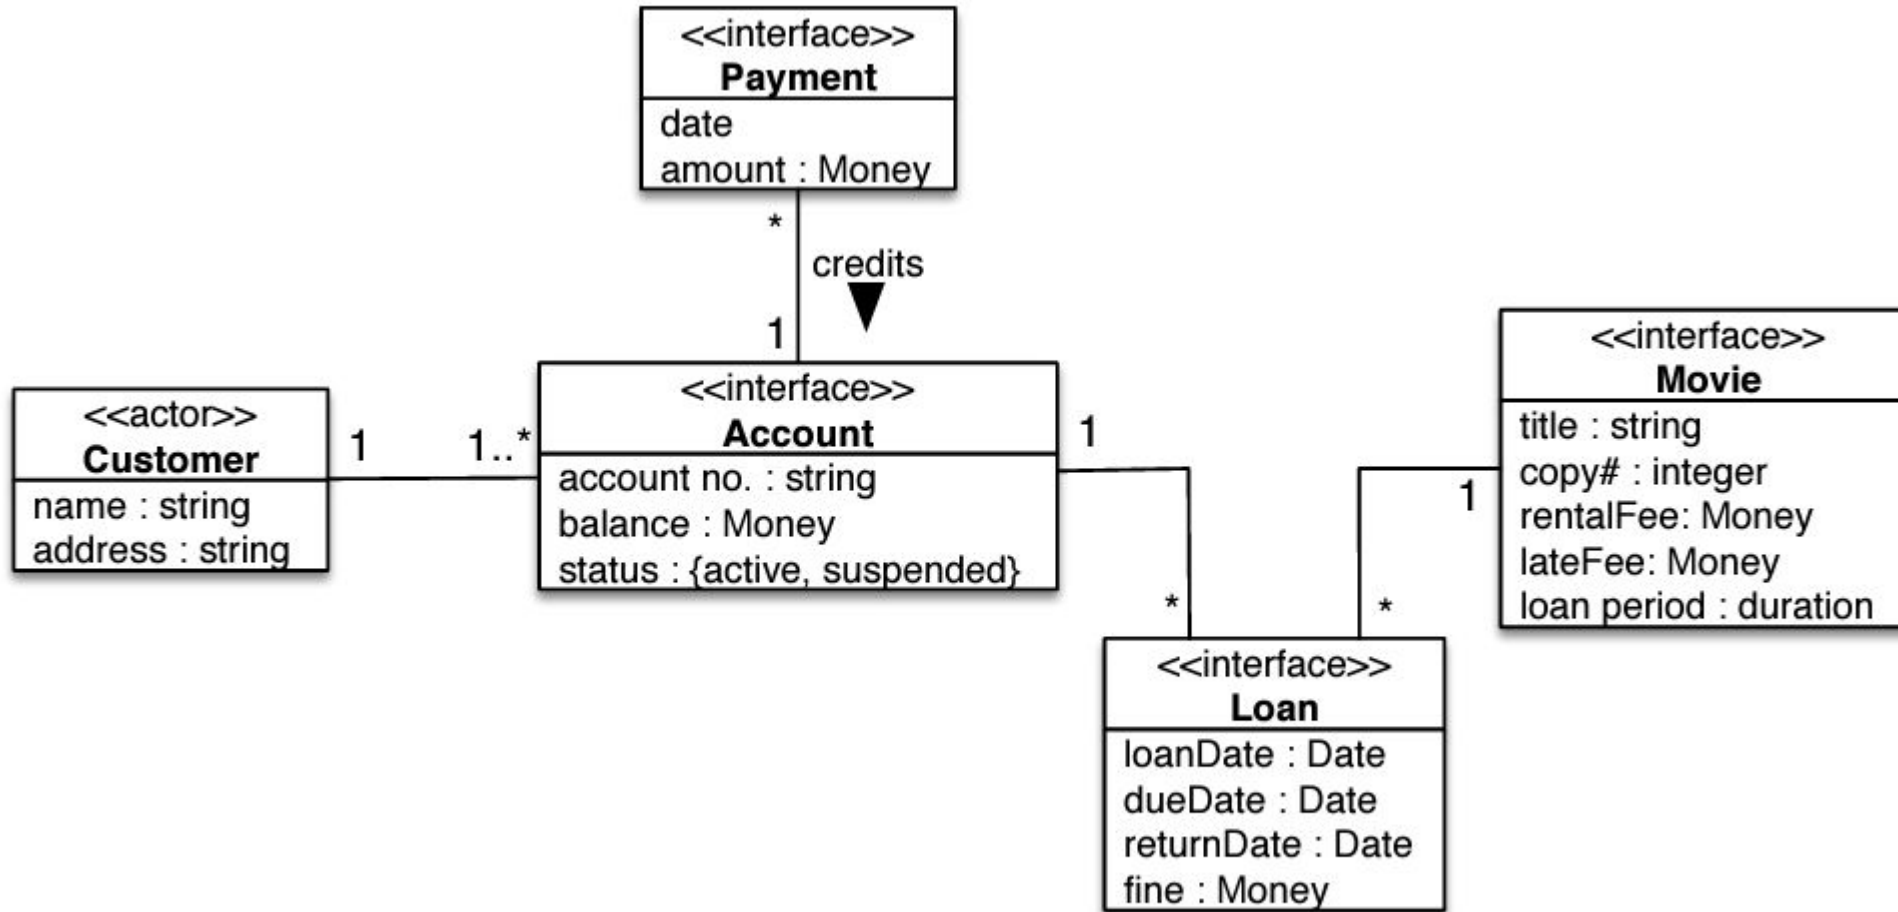 <<interface>>
Payment
date
amount : Money
*
credits
1
<<actor>>
Customer
name : string
address : string
1
1..*
<<interface>>
Account
account no. : string
balance : Money
status : {active, suspended}
1
*
<<interface>>
Movie
title : string
copy# : integer
rentalFee: Money
lateFee: Money
loan period : duration
1
*
<<interface>>
Loan
loanDate : Date
dueDate : Date
returnDate : Date
fine : Money